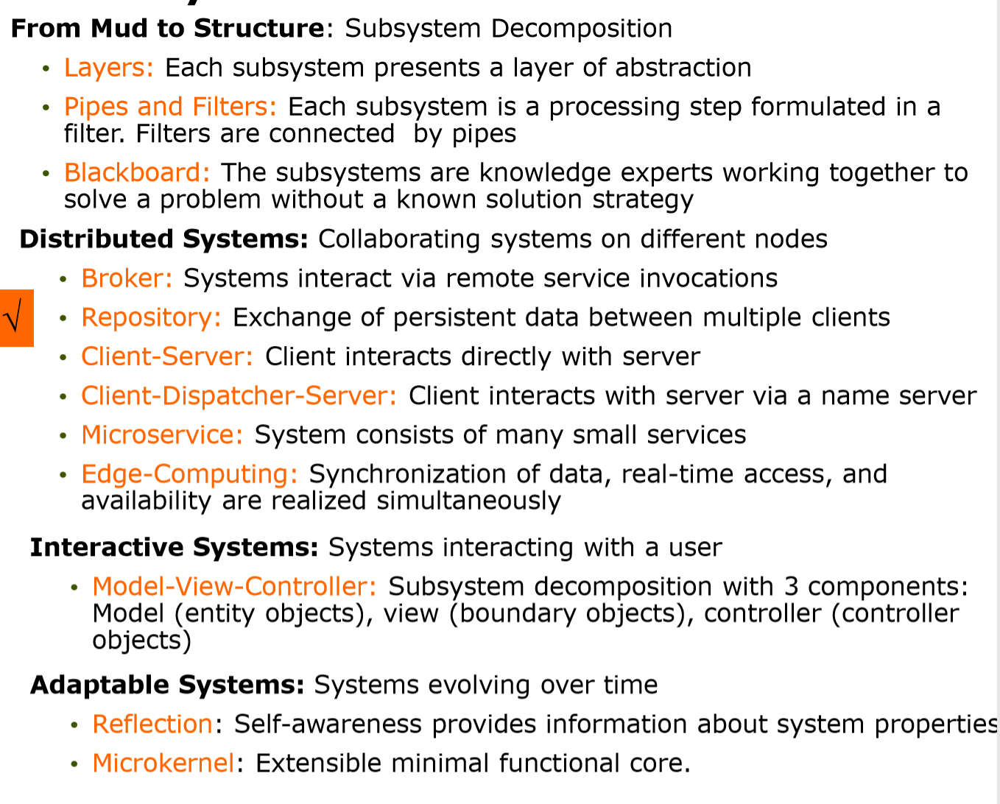 From Mud to Structure: Subsystem Decomposition
• Layers: Each subsystem presents a layer of abstraction
• Pipes and Filters: Each subsystem is a processing step formulated in a
filter. Filters are connected  by pipes
• Blackboard: The subsystems are knowledge experts working together to
solve a problem without a known solution strategy
Distributed Systems: Collaborating systems on different nodes
• Broker: Systems interact via remote service invocations
√ • Repository: Exchange of persistent data between multiple clients
• Client-Server: Client interacts directly with server
• Client-Dispatcher-Server: Client interacts with server via a name server
• Microservice: System consists of many small services
• Edge-Computing: Synchronization of data, real-time access, and
availability are realized simultaneously
Interactive Systems: Systems interacting with a user
• Model-View-Controller: Subsystem decomposition with 3 components:
Model (entity objects), view (boundary objects), controller (controller
objects)
Adaptable Systems: Systems evolving over time
• Reflection: Self-awareness provides information about system properties
• Microkernel: Extensible minimal functional core.